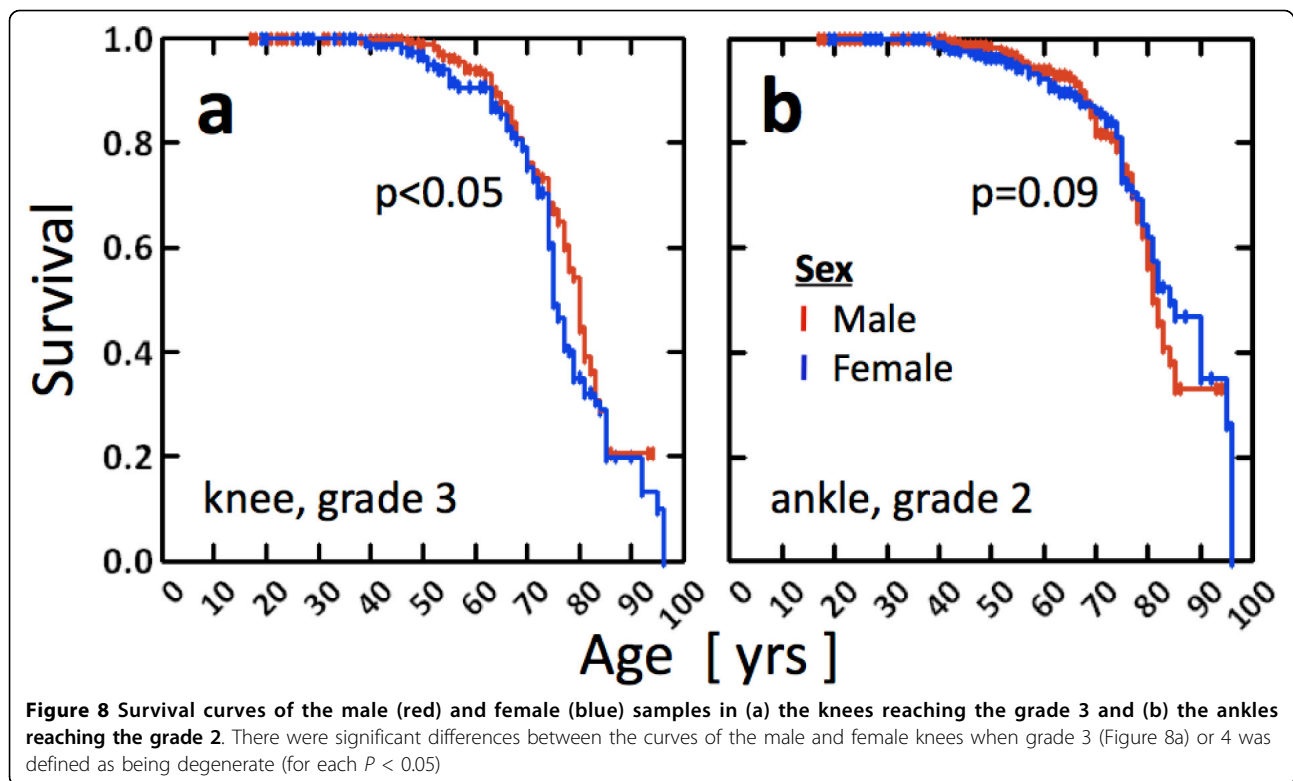 1.0
0.8
0.6
0.4
0.2
0.0
Survival
a
p<0.05
knee, grade 3
0 10 20 30 40 50 60 70 80 90 100
b
p=0.09
Sex
Male
Female
ankle, grade 2
0 10 20 30 40 50 60 70 80 90 100
Age [ yrs ]
Figure 8 Survival curves of the male (red) and female (blue) samples in (a) the knees reaching the grade 3 and (b) the ankles
reaching the grade 2. There were significant differences between the curves of the male and female knees when grade 3 (Figure 8a) or 4 was
defined as being degenerate (for each P < 0.05)